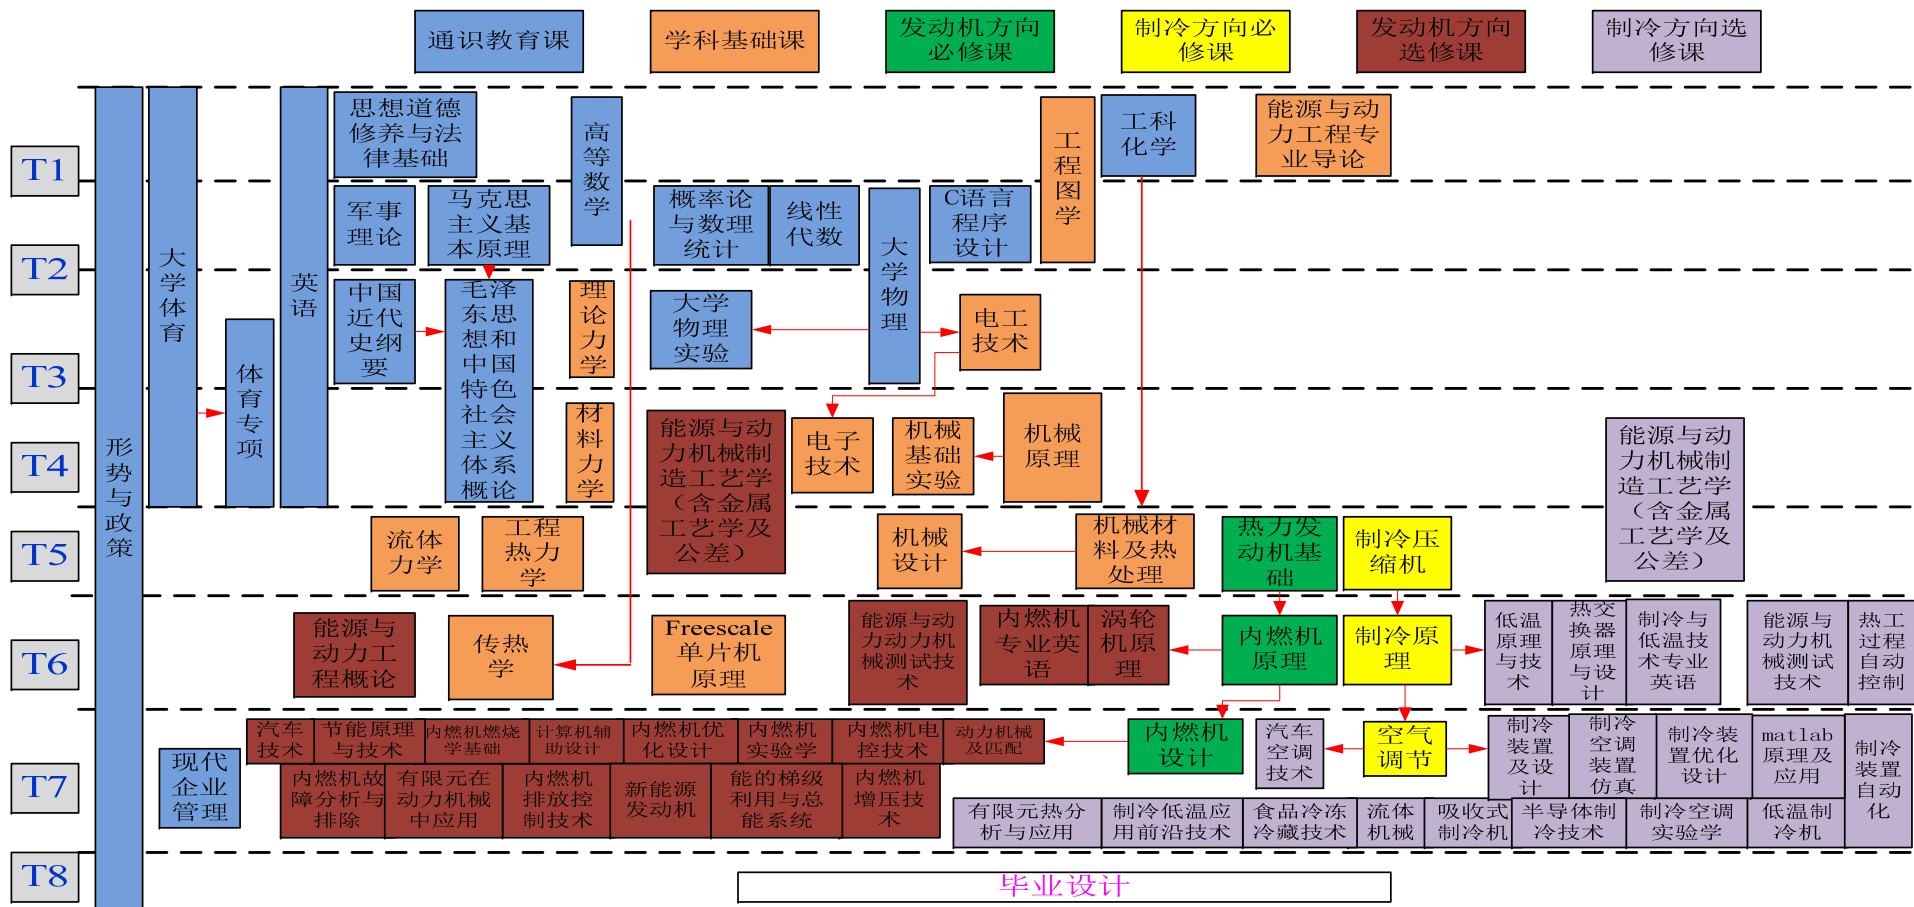 通识教育课
学科基础课
发动机方向
必修课
制冷方向必
修课
发动机方向
选修课
制冷方向选
修课
T1
T2
T3
T4
T5
T6
T7
T8
形势与政策
大学体育
体育专项
英语
思想道德
修养与法
律基础
高等数学
工程图学
工科
化学
能源与动
力工程专
业导论
军事
理论
马克思
主义基
本原理
概率论
与数理
统计
线性
代数
大学物理
C语言
程序
设计
中国
近代
史纲
要
毛泽
东思
想和
中国
特色
社会
主义
体系
概论
理论力学
大学
物理
实验
电工
技术
材料力学
能源与动
力机械制
造工艺学
（含金属
工艺学及
公差）
电子
技术
机械
基础
实验
机械
原理
能源与动
力机械制
造工艺学
（含金属
工艺学及
公差）
流体
力学
工程
热力
学
机械
设计
机械材
料及热
处理
热力发
动机基
础
制冷压
缩机
能源与
动力工
程概论
传热
学
Freescale
单片机
原理
能源与动
力动力机
械测试技
术
内燃机
专业英
语
涡轮
机原
理
内燃机
原理
制冷原
理
低温
原理
与技
术
热交
换器
原理
与设
计
制冷与
低温技
术专业
英语
能源与
动力机
械测试
技术
热工
过程
自动
控制
现代
企业
管理
汽车
技术
节能原理
与技术
内燃机燃烧
学基础
计算机辅
助设计
内燃机优
化设计
内燃机
实验学
内燃机电
控技术
动力机械
及匹配
内燃机
设计
汽车
空调
技术
空气
调节
制冷
装置
及设
计
制冷
空调
装置
仿真
制冷装
置优化
设计
matlab
原理及
应用
制冷
装置
自动
化
内燃机故
障分析与
排除
有限元在
动力机械
中应用
内燃机
排放控
制技术
新能源
发动机
能的梯级
利用与总
能系统
内燃机
增压技
术
有限元热分
析与应用
制冷低温应
用前沿技术
食品冷冻
冷藏技术
流体
机械
吸收式
制冷机
半导体制
冷技术
制冷空调
实验学
低温制
冷机
毕业设计